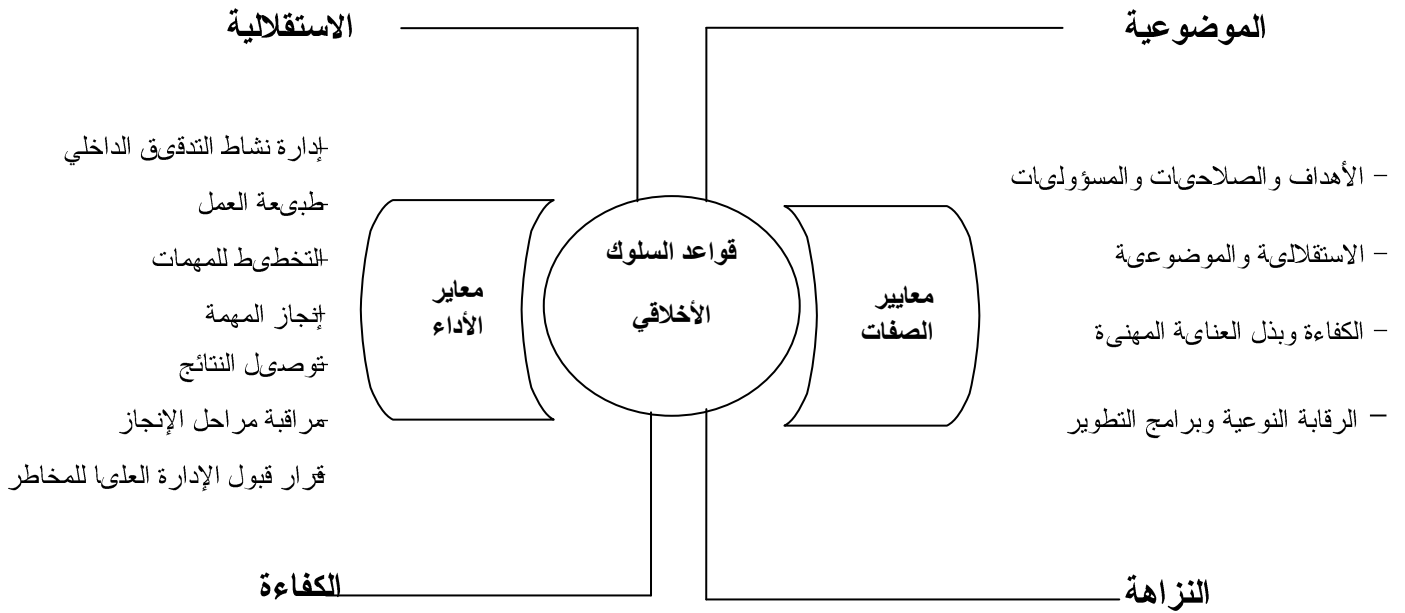 الموضوعية
الاستقلالية
– الأهداف والصلاحيات والمسؤوليات
– الاستقلالية والموضوعية
– الكفاءة وبذل العناية المهنية
– الرقابة النوعية وبرامج التطوير
معايير
الصفات
قواعد السلوك
الأخلاقي
معاير
الأداء
-إدارة نشاط التدقيق الداخلي
-طبيعة العمل
-التخطيط للمهمات
-إنجاز المهمة
-توصيل النتائج
-مراقبة مراحل الإنجاز
-قرار قبول الإدارة العليا للمخاطر
النزاهة
الكفاءة